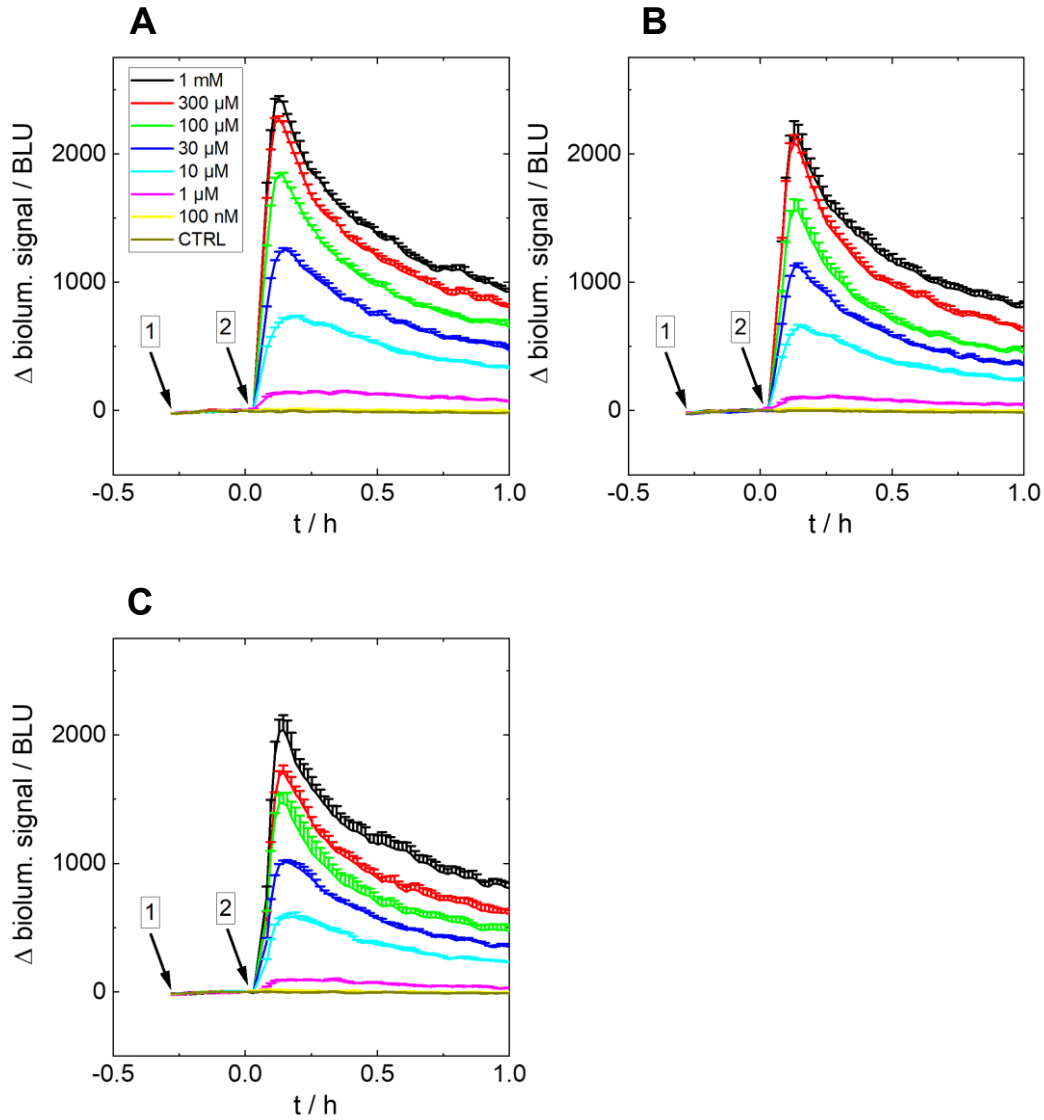 A
Δ biolum. signal / BLU
2000
1000
0
1 mM
300 µM
100 µM
30 µM
10 µM
1 µM
100 nM
CTRL
1
2
-0.5
0.0
0.5
1.0
t / h
B
Δ biolum. signal / BLU
2000
1000
0
1
2
-0.5
0.0
0.5
1.0
t / h
C
Δ biolum. signal / BLU
2000
1000
0
1
2
-0.5
0.0
0.5
1.0
t / h